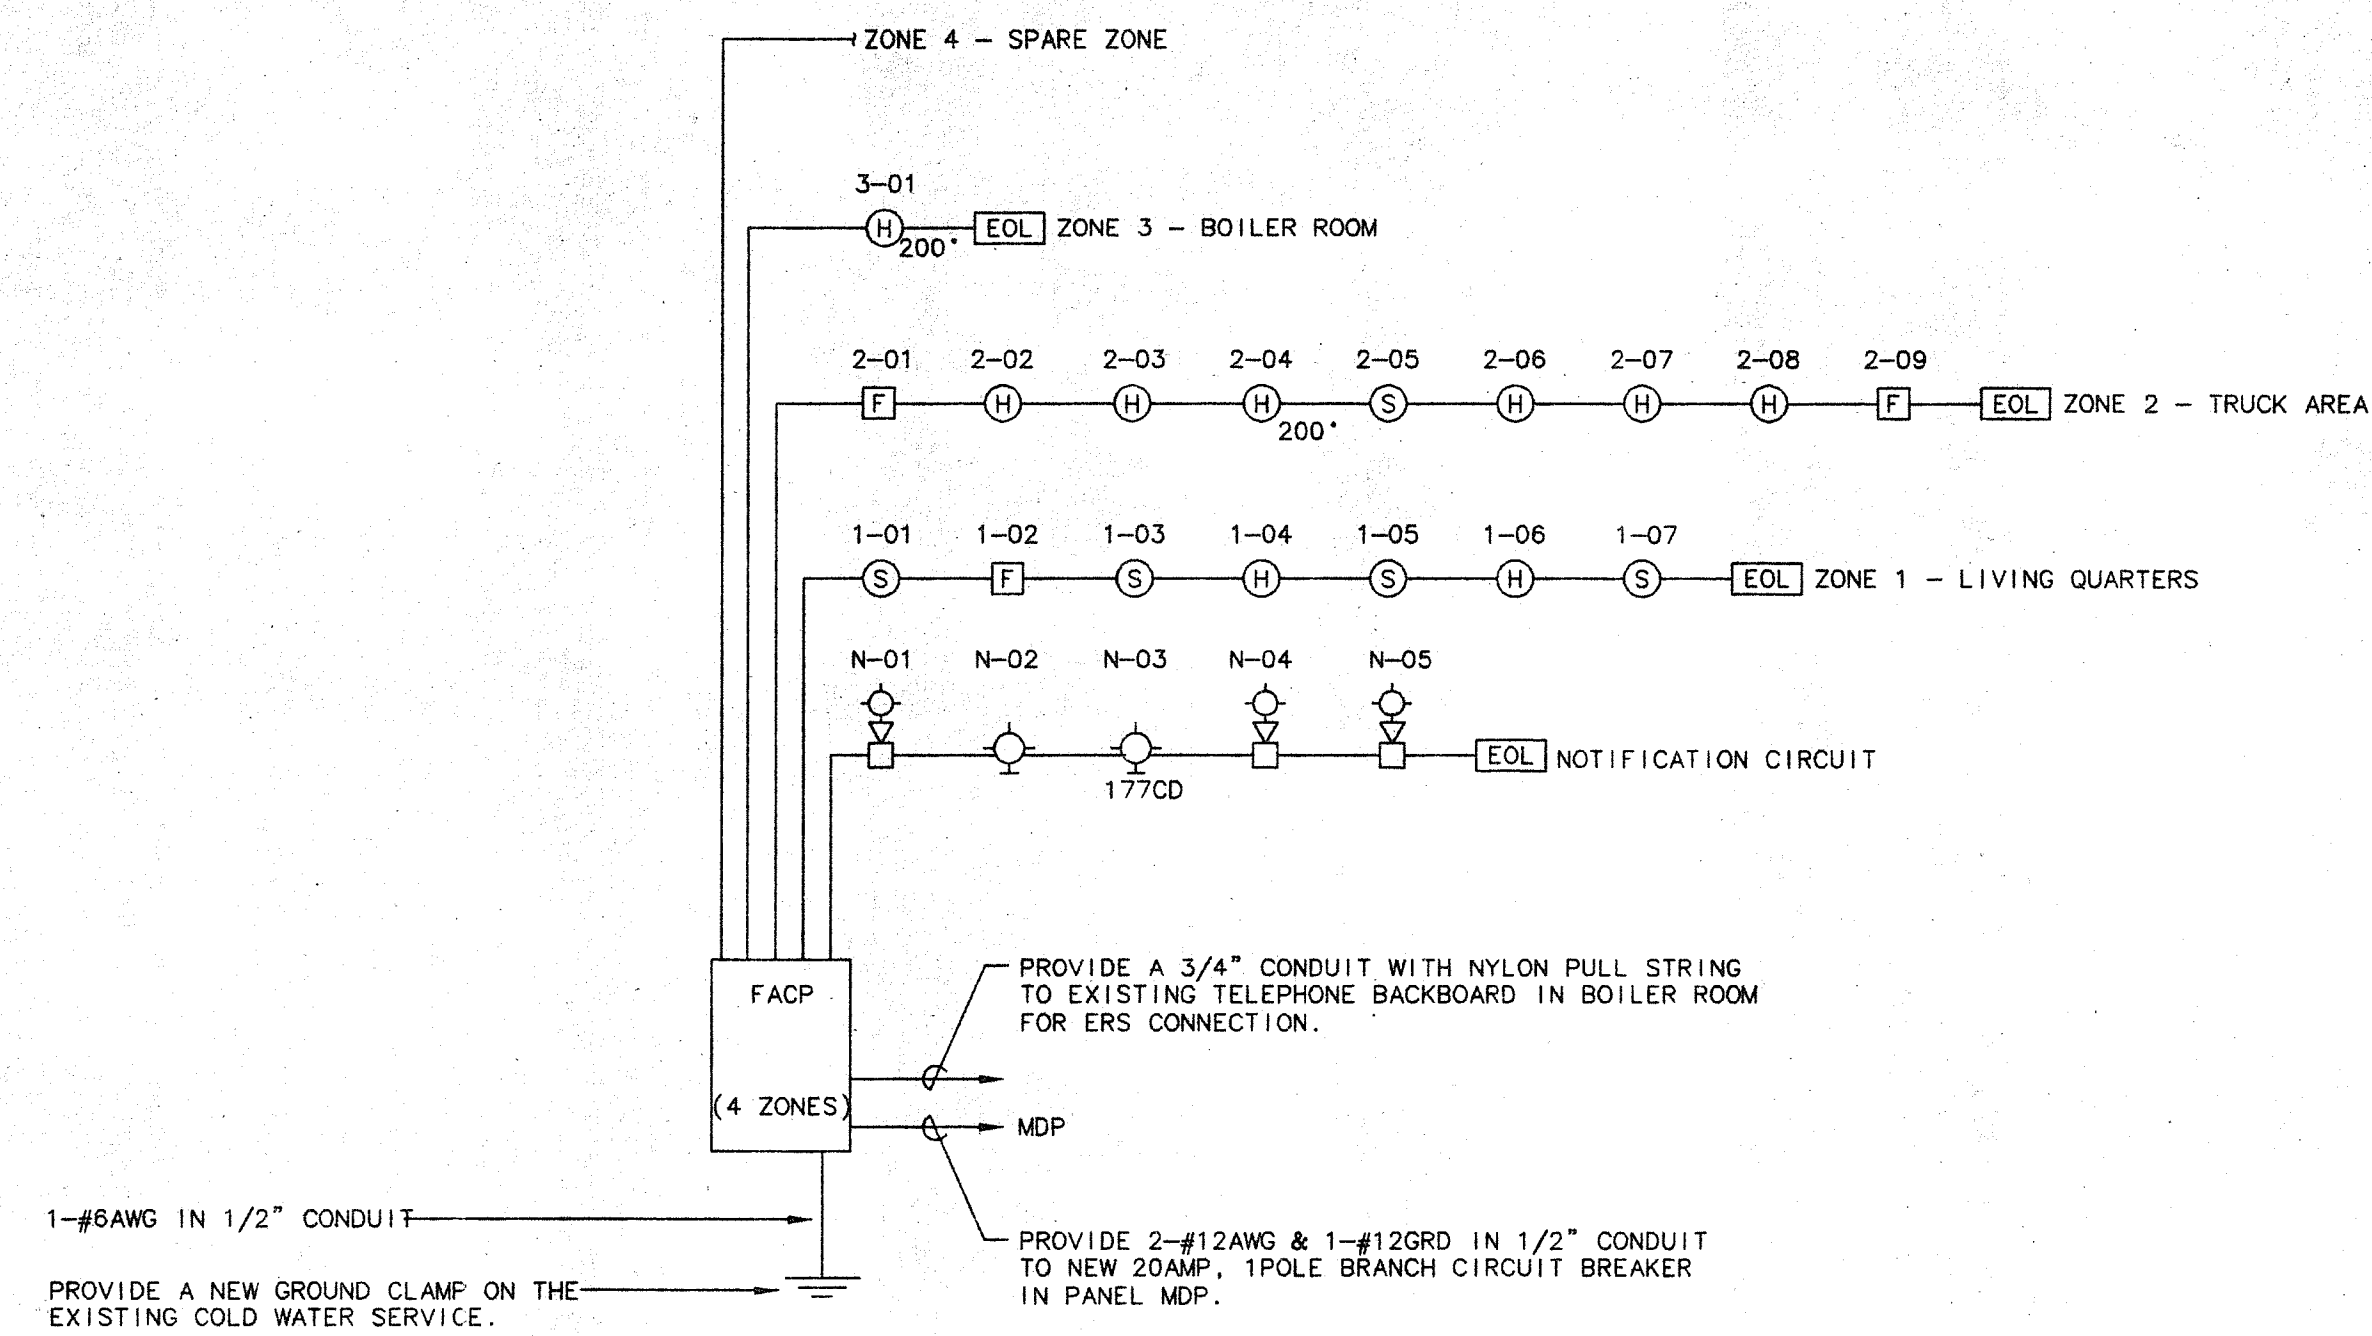 ZONE 4 – SPARE ZONE
3–01
H EOL ZONE 3 – BOILER ROOM
200°
2–01 2–02 2–03 2–04 2–05 2–06 2–07 2–08 2–09
F H H H S H H H F EOL ZONE 2 – TRUCK AREA
200°
1–01 1–02 1–03 1–04 1–05 1–06 1–07
S F S H S H S EOL ZONE 1 – LIVING QUARTERS
N–01 N–02 N–03 N–04 N–05
EOL NOTIFICATION CIRCUIT
177CD
FACP
(4 ZONES)
PROVIDE A 3/4" CONDUIT WITH NYLON PULL STRING
TO EXISTING TELEPHONE BACKBOARD IN BOILER ROOM
FOR ERS CONNECTION.
MDP
1–#6AWG IN 1/2" CONDUIT
PROVIDE 2–#12AWG & 1–#12GRD IN 1/2" CONDUIT
TO NEW 20AMP, 1POLE BRANCH CIRCUIT BREAKER
IN PANEL MDP.
PROVIDE A NEW GROUND CLAMP ON THE
EXISTING COLD WATER SERVICE.